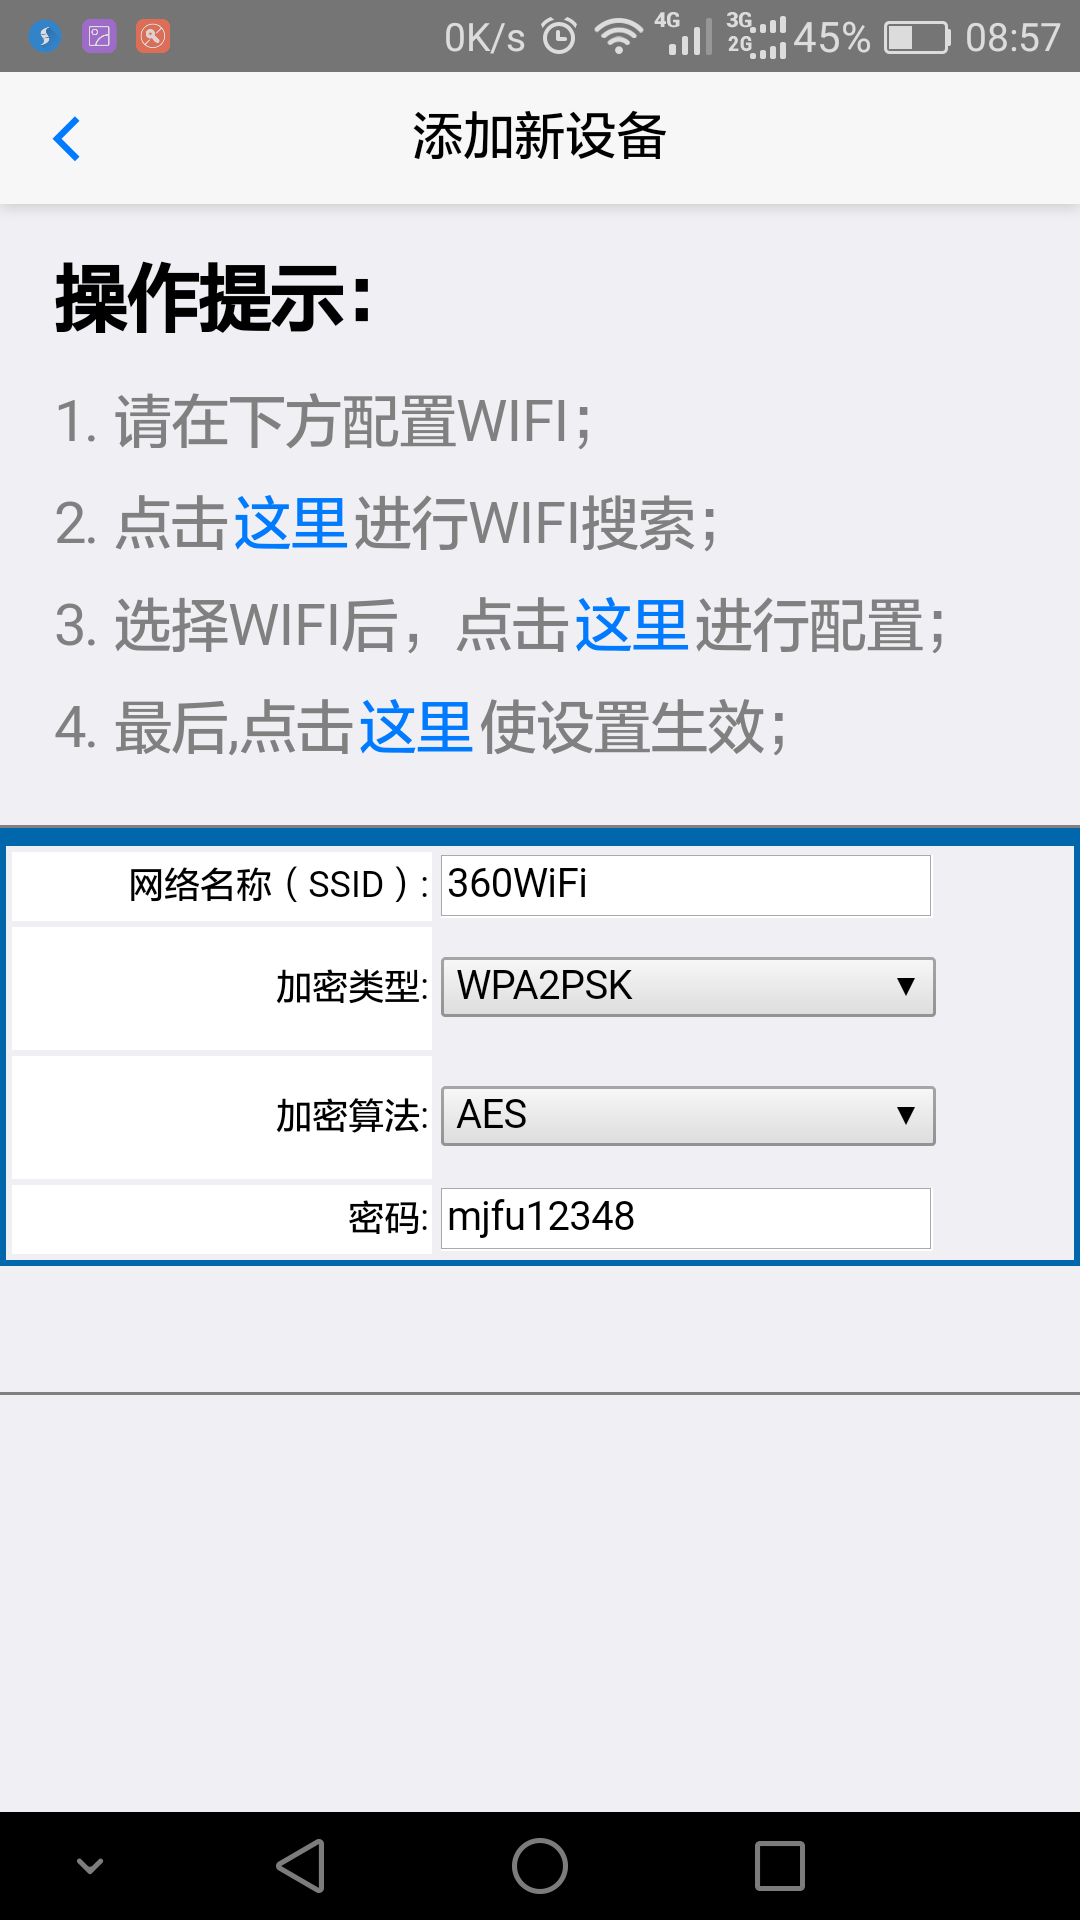 0K/s 4G 3G 2G 45% 08:57
添加新设备
操作提示：
1. 请在下方配置WIFI；
2. 点击这里进行WIFI搜索；
3. 选择WIFI后，点击这里进行配置；
4. 最后,点击这里使设置生效；
网络名称（SSID）: 360WiFi
加密类型: WPA2PSK
加密算法: AES
密码: mjfu12348